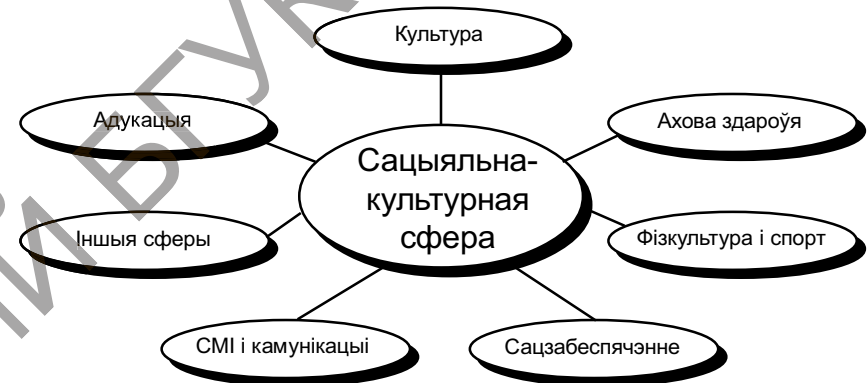 Культура
Адукацыя
Ахова здароўя
Сацыяльна-
культурная
сфера
Іншыя сферы
Фізкультура і спорт
СМІ і камунікацыі
Сацзабеспячэнне